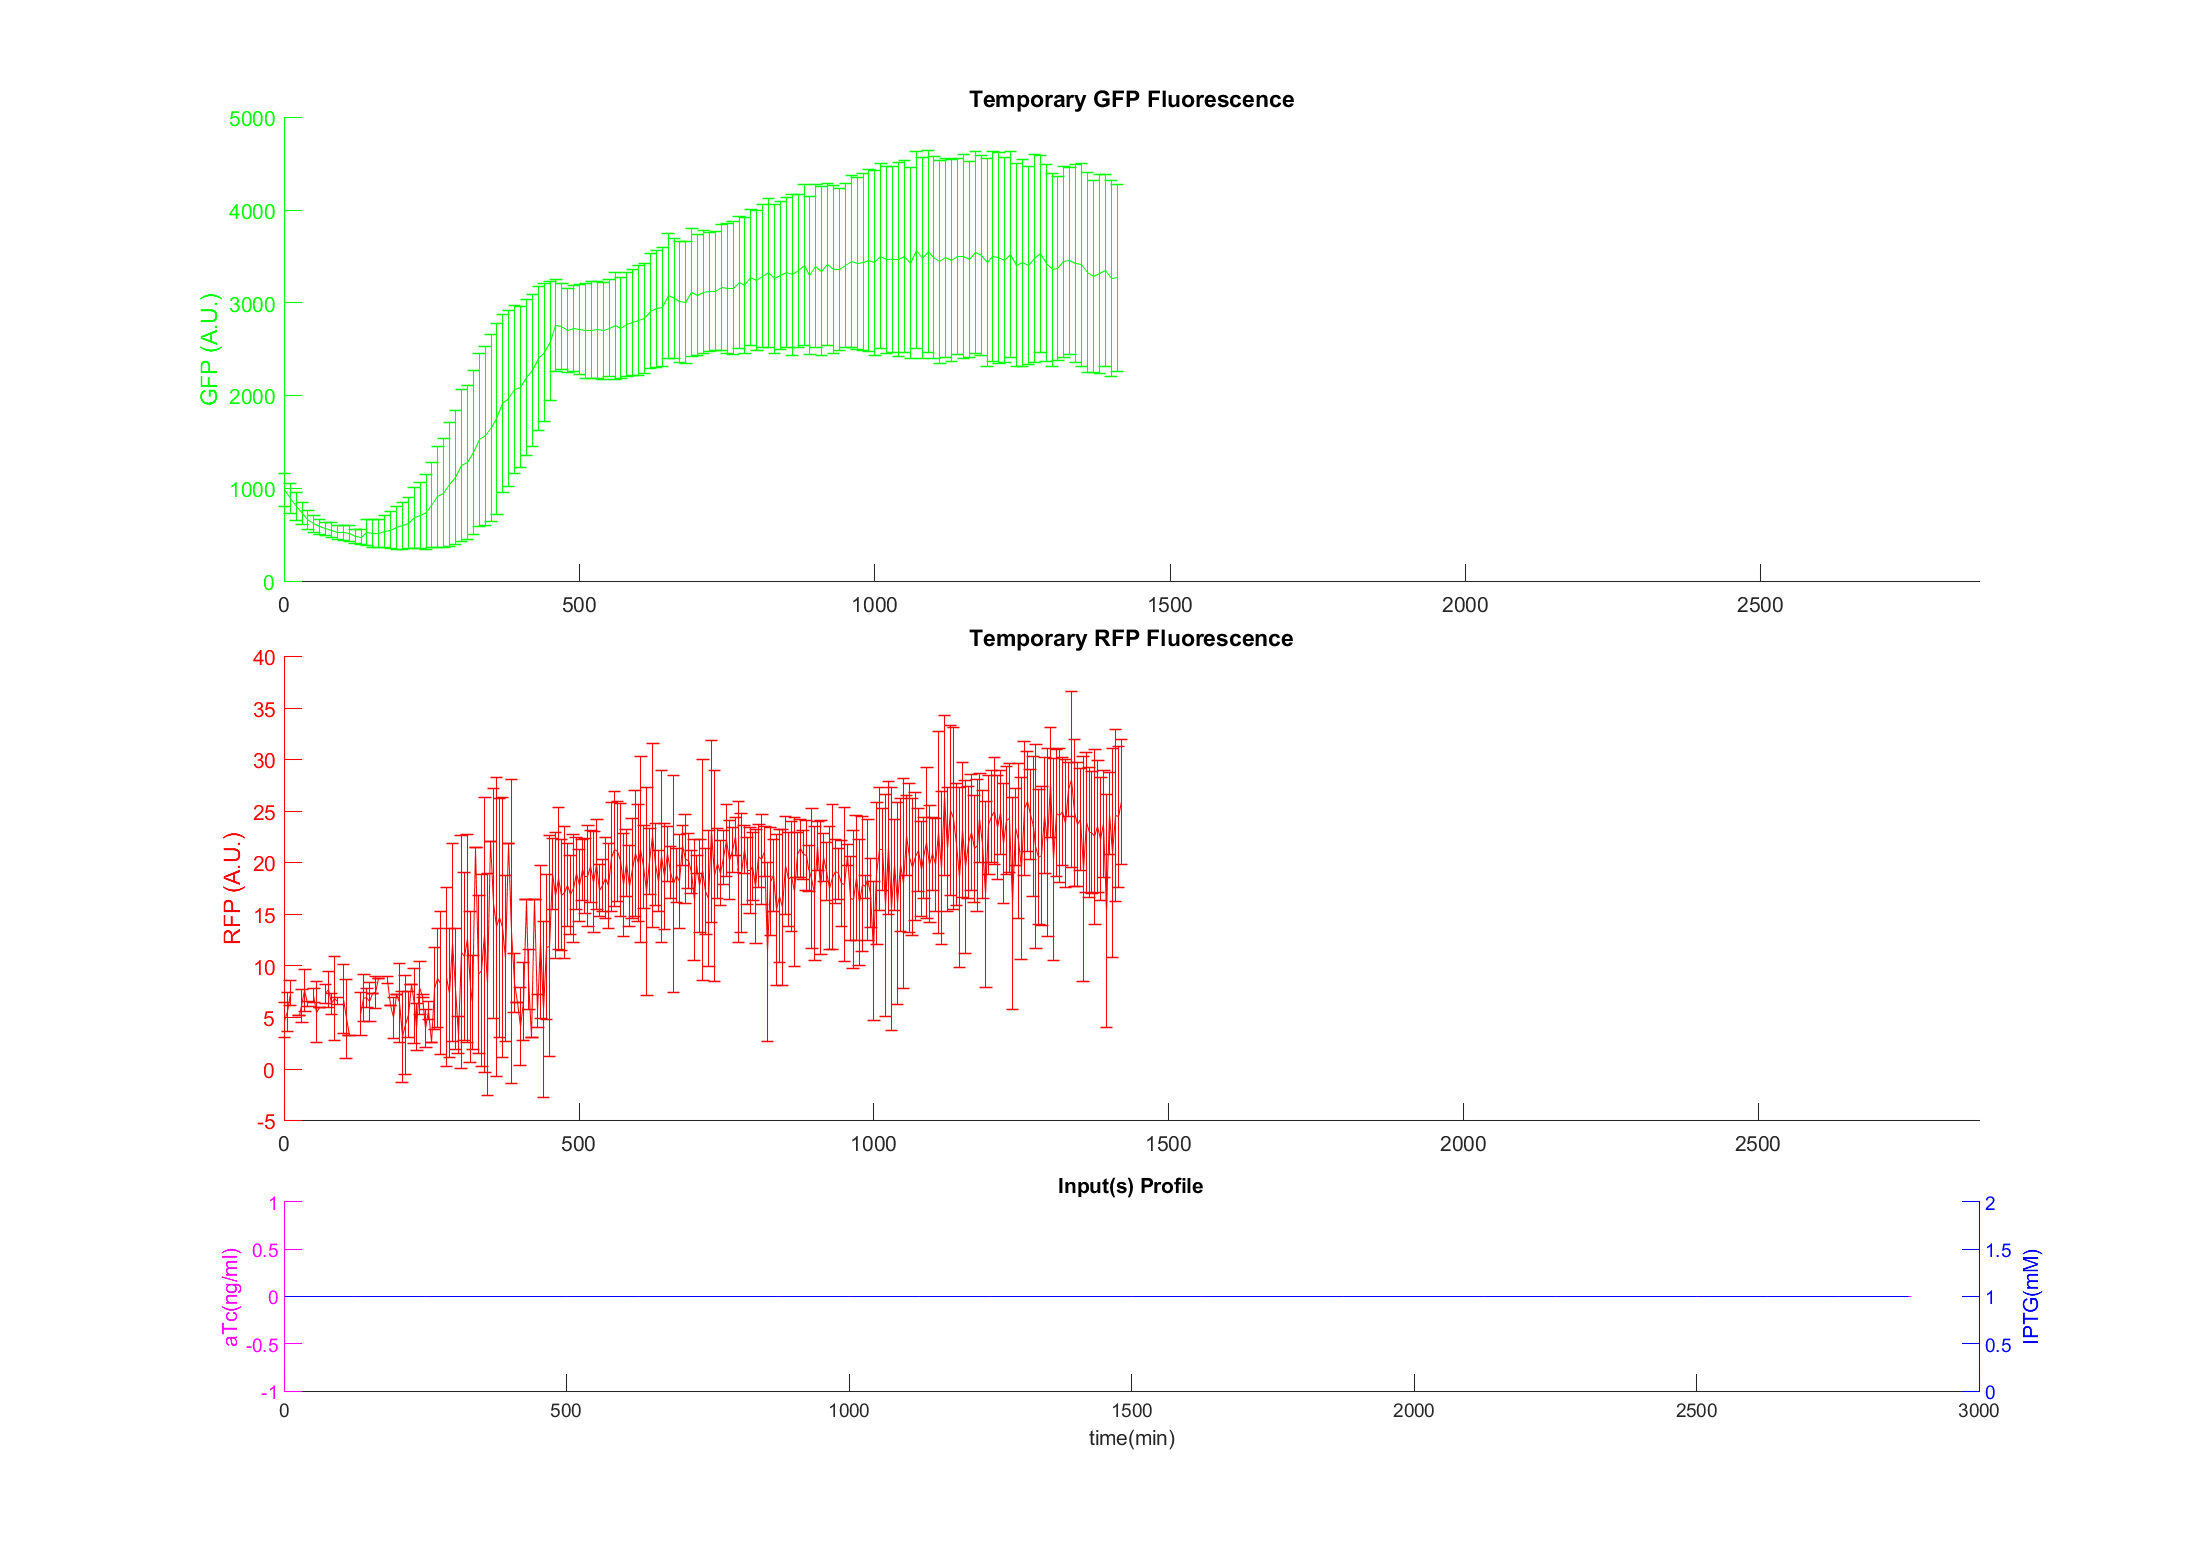 Temporary GFP Fluorescence
5000
4000
3000
2000
1000
0
GFP (A.U.)
0 500 1000 1500 2000 2500
Temporary RFP Fluorescence
40
35
30
25
20
15
10
5
0
-5
RFP (A.U.)
0 500 1000 1500 2000 2500
Input(s) Profile
1
0.5
0
-0.5
-1
aTc(ng/ml)
2
1.5
1
0.5
0
IPTG(mM)
0 500 1000 1500 2000 2500 3000
time(min)